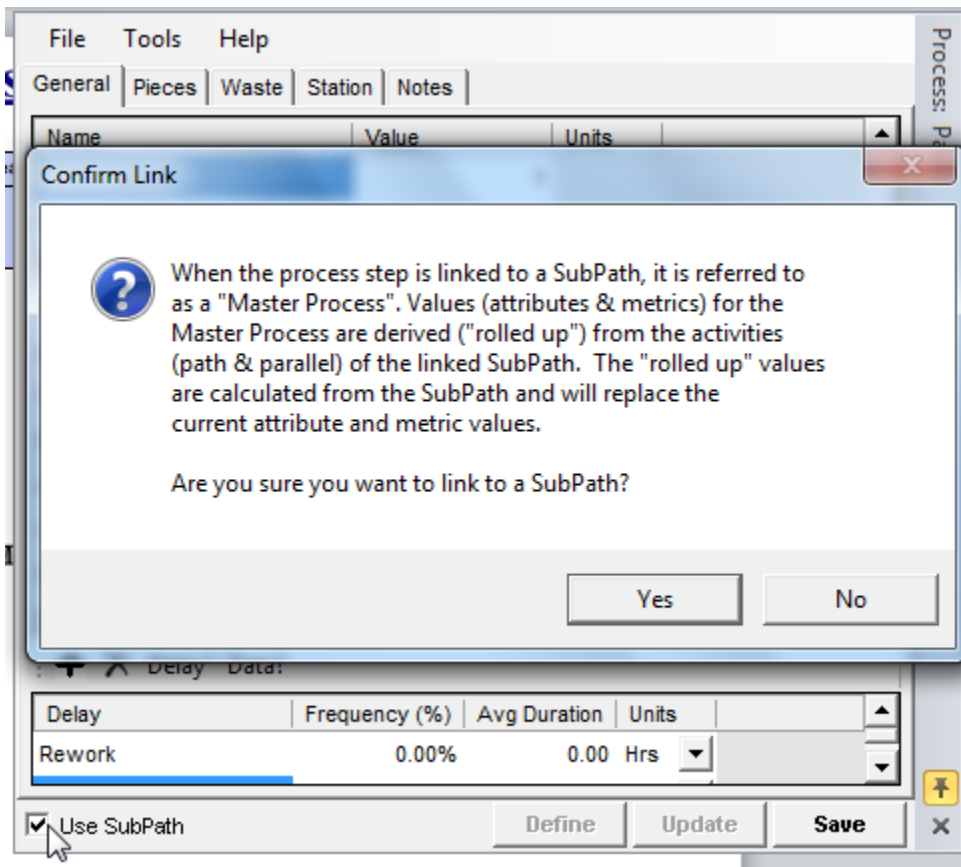 File Tools Help
General Pieces Waste Station Notes
Name Value Units
Confirm Link
When the process step is linked to a SubPath, it is referred to
as a "Master Process". Values (attributes & metrics) for the
Master Process are derived ("rolled up") from the activities
(path & parallel) of the linked SubPath. The "rolled up" values
are calculated from the SubPath and will replace the
current attribute and metric values.
Are you sure you want to link to a SubPath?
Yes No
Delay Data:
Delay Frequency (%) Avg Duration Units
Rework 0.00% 0.00 Hrs
Use SubPath Define Update Save
Process: